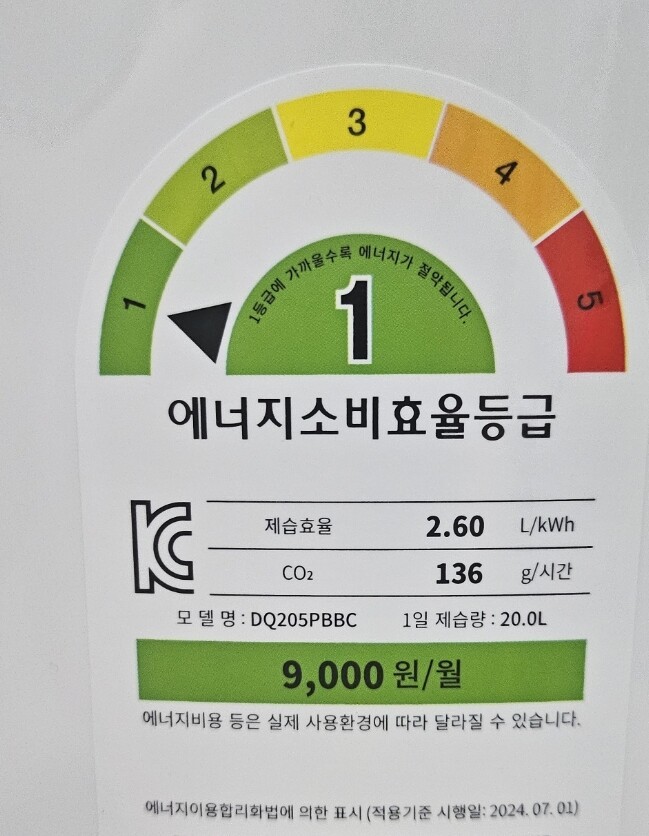 1
2
3
4
5
1등급에 가까울수록 에너지가 절약됩니다.
1
에너지소비효율등급
제습효율 2.60 L/kWh
CO₂ 136 g/시간
모 델 명 : DQ205PBBC 1일 제습량 : 20.0L
9,000 원/월
에너지비용 등은 실제 사용환경에 따라 달라질 수 있습니다.
에너지이용합리화법에 의한 표시 (적용기준 시행일: 2024. 07. 01)